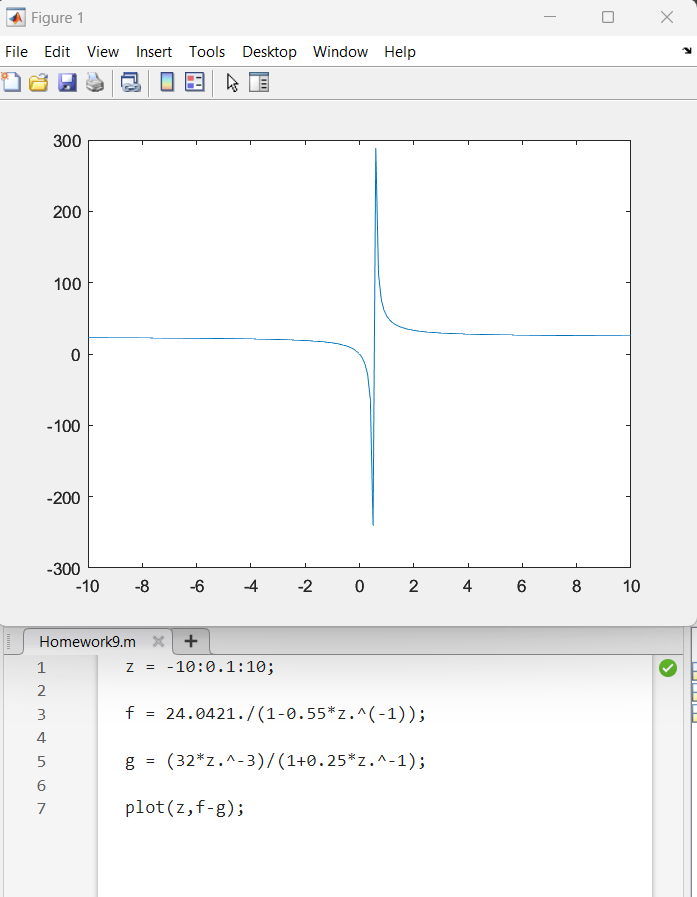 Figure 1
File Edit View Insert Tools Desktop Window Help
300
200
100
0
-100
-200
-300
-10 -8 -6 -4 -2 0 2 4 6 8 10
Homework9.m
1 z = -10:0.1:10;
2
3 f = 24.0421./(1-0.55*z.^(-1));
4
5 g = (32*z.^-3)/(1+0.25*z.^-1);
6
7 plot(z,f-g);